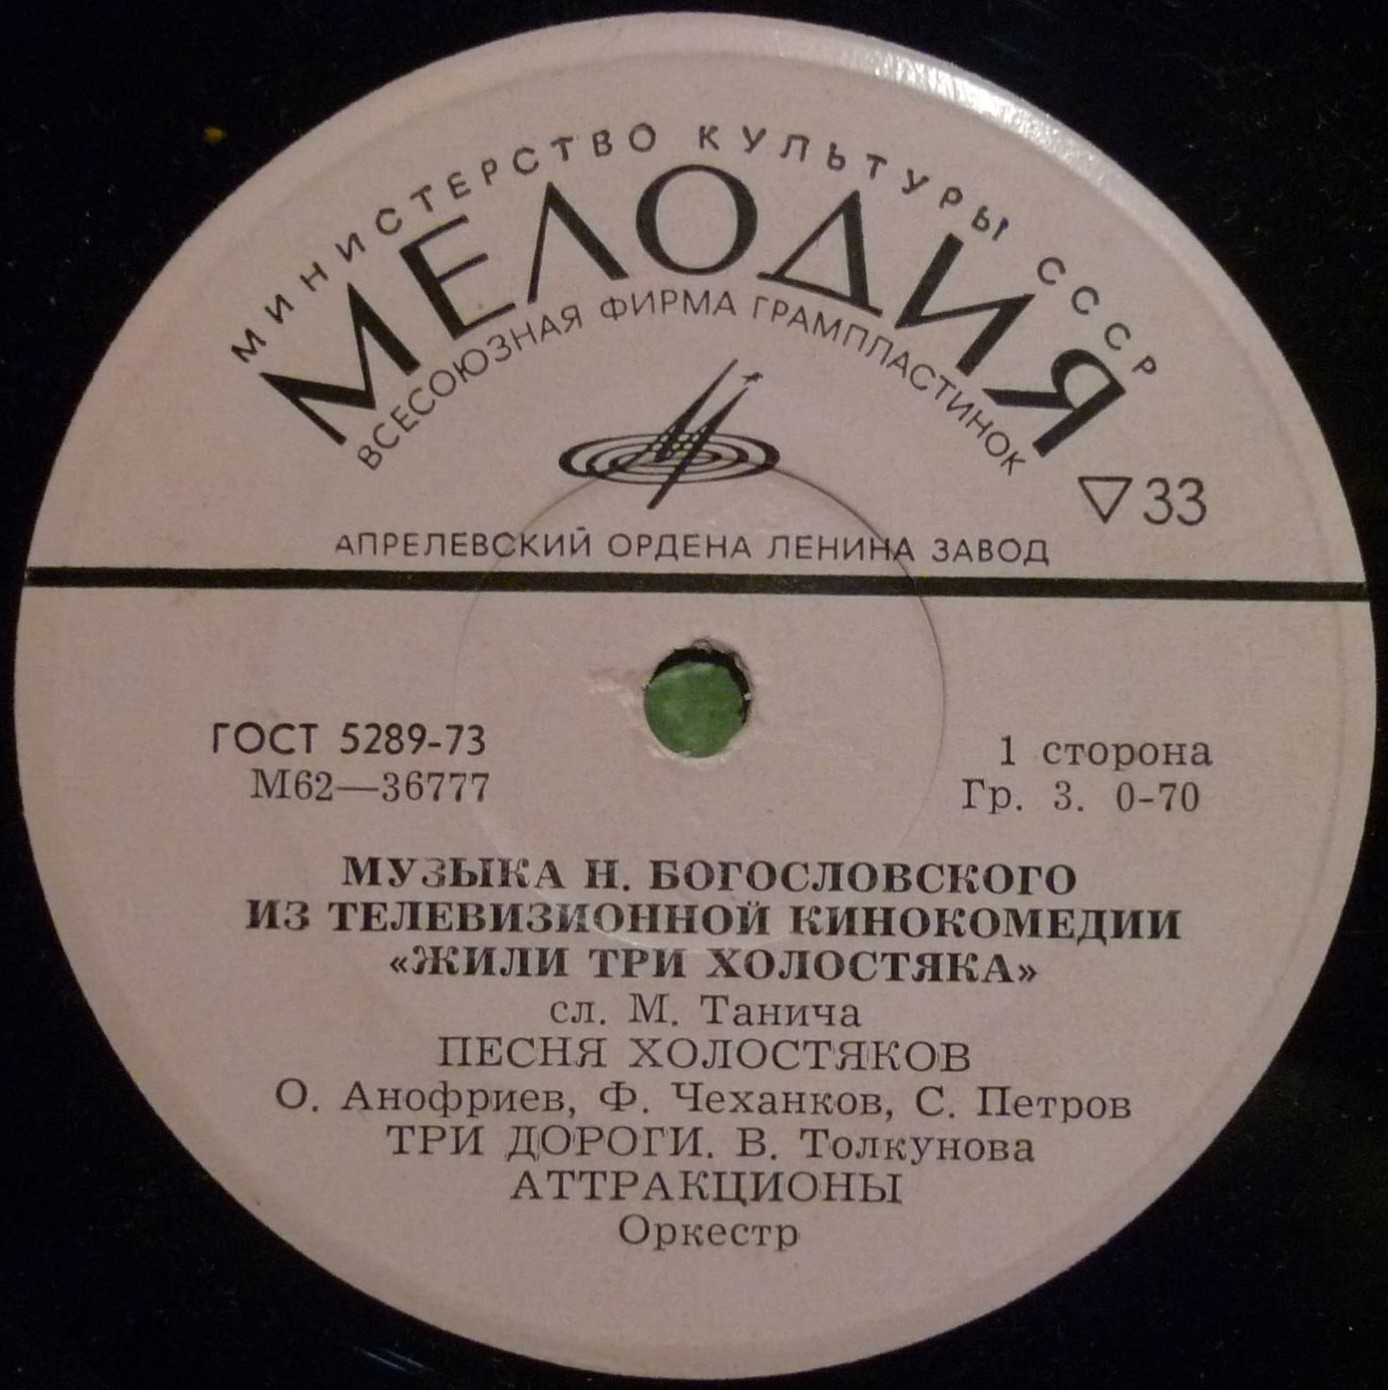 МИНИСТЕРСТВО КУЛЬТУРЫ СССР
МЕЛОДИЯ
ВСЕСОЮЗНАЯ ФИРМА ГРАМПЛАСТИНОК
▽33
АПРЕЛЕВСКИЙ ОРДЕНА ЛЕНИНА ЗАВОД
ГОСТ 5289-73
М62—36777
1 сторона
Гр. 3. 0-70
МУЗЫКА Н. БОГОСЛОВСКОГО
ИЗ ТЕЛЕВИЗИОННОЙ КИНОКОМЕДИИ
«ЖИЛИ ТРИ ХОЛОСТЯКА»
сл. М. Танича
ПЕСНЯ ХОЛОСТЯКОВ
О. Анофриев, Ф. Чеханков, С. Петров
ТРИ ДОРОГИ. В. Толкунова
АТТРАКЦИОНЫ
Оркестр